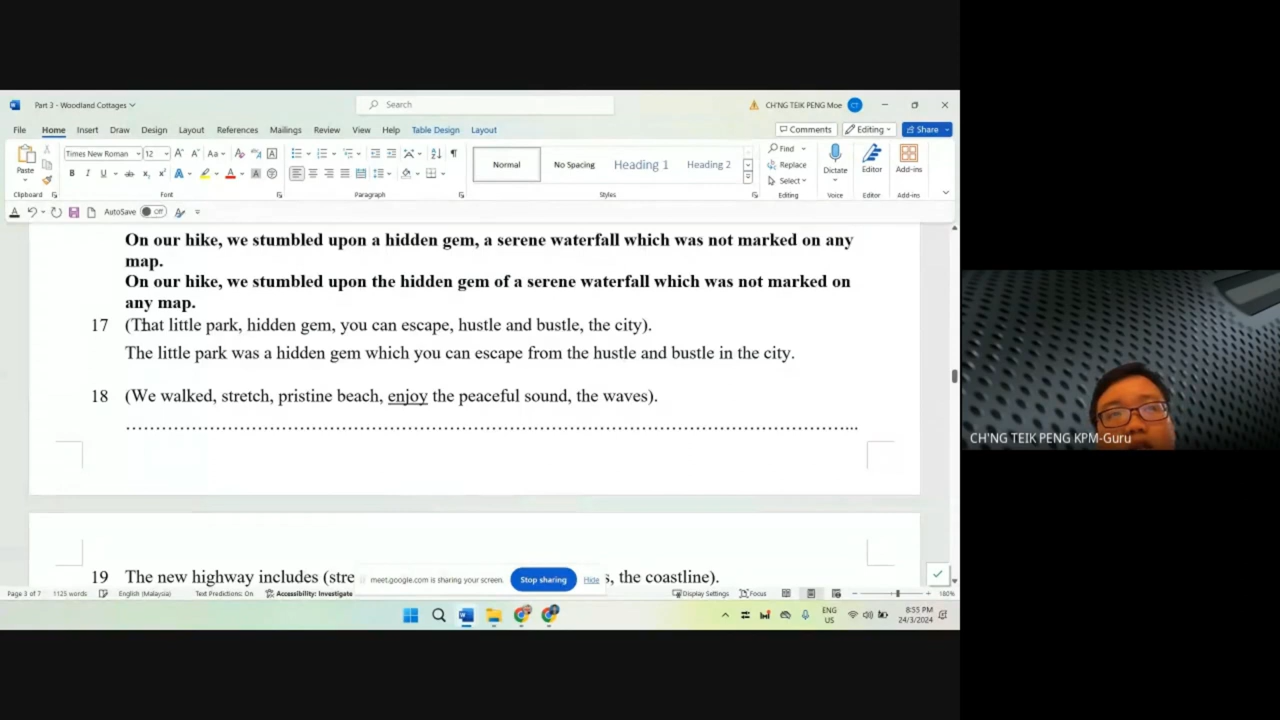 Part 3 - Woodland Cottages
Search
CH'NG TEIK PENG Moe
CT
File Home Insert Draw Design Layout References Mailings Review View Help Table Design Layout
Comments Editing Share
Times New Roman 12
Paste
Normal No Spacing Heading 1 Heading 2
Find
Replace
Select
Dictate Editor Add-ins
Clipboard Font Paragraph Styles Editing Voice Editor Add-ins
AutoSave Off
On our hike, we stumbled upon a hidden gem, a serene waterfall which was not marked on any
map.
On our hike, we stumbled upon the hidden gem of a serene waterfall which was not marked on
any map.
17 (That little park, hidden gem, you can escape, hustle and bustle, the city).
The little park was a hidden gem which you can escape from the hustle and bustle in the city.
18 (We walked, stretch, pristine beach, enjoy the peaceful sound, the waves).
…………………………………………………………………………………………………………...
19 The new highway includes (stre s, the coastline).
meet.google.com is sharing your screen. Stop sharing Hide
Page 3 of 7 1125 words English (Malaysia) Text Predictions: On Accessibility: Investigate Display Settings Focus 180%
ENG
US
8:55 PM
24/3/2024
CH'NG TEIK PENG KPM-Guru